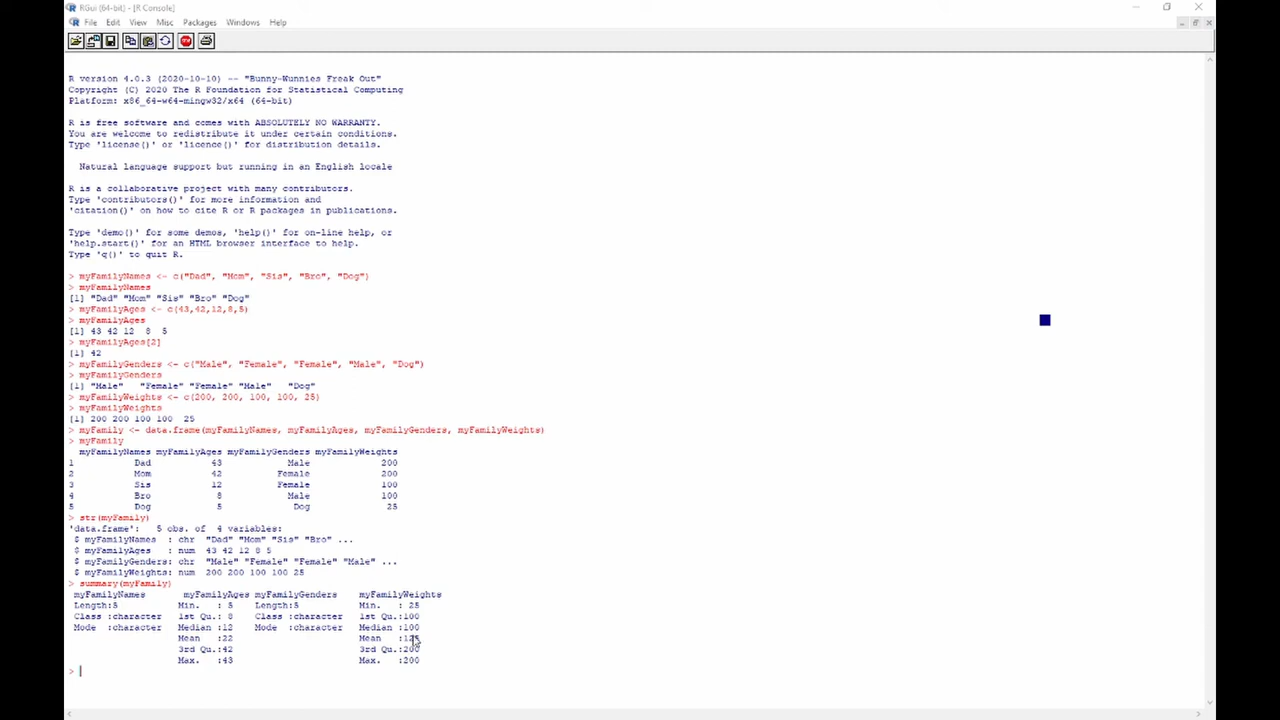 RGui (64-bit) - [R Console]
File Edit View Misc Packages Windows Help
STOP
R version 4.0.3 (2020-10-10) -- "Bunny-Wunnies Freak Out"
Copyright (C) 2020 The R Foundation for Statistical Computing
Platform: x86_64-w64-mingw32/x64 (64-bit)
R is free software and comes with ABSOLUTELY NO WARRANTY.
You are welcome to redistribute it under certain conditions.
Type 'license()' or 'licence()' for distribution details.
Natural language support but running in an English locale
R is a collaborative project with many contributors.
Type 'contributors()' for more information and
'citation()' on how to cite R or R packages in publications.
Type 'demo()' for some demos, 'help()' for on-line help, or
'help.start()' for an HTML browser interface to help.
Type 'q()' to quit R.
> myFamilyNames <- c("Dad", "Mom", "Sis", "Bro", "Dog")
> myFamilyNames
[1] "Dad" "Mom" "Sis" "Bro" "Dog"
> myFamilyAges <- c(43,42,12,8,5)
> myFamilyAges
[1] 43 42 12  8  5
> myFamilyAges[2]
[1] 42
> myFamilyGenders <- c("Male", "Female", "Female", "Male", "Dog")
> myFamilyGenders
[1] "Male"   "Female" "Female" "Male"   "Dog"
> myFamilyWeights <- c(200, 200, 100, 100, 25)
> myFamilyWeights
[1] 200 200 100 100  25
> myFamily <- data.frame(myFamilyNames, myFamilyAges, myFamilyGenders, myFamilyWeights)
> myFamily
myFamilyNames myFamilyAges myFamilyGenders myFamilyWeights
1 Dad 43 Male 200
2 Mom 42 Female 200
3 Sis 12 Female 100
4 Bro 8 Male 100
5 Dog 5 Dog 25
> str(myFamily)
'data.frame': 5 obs. of 4 variables:
$ myFamilyNames : chr "Dad" "Mom" "Sis" "Bro" ...
$ myFamilyAges : num 43 42 12 8 5
$ myFamilyGenders: chr "Male" "Female" "Female" "Male" ...
$ myFamilyWeights: num 200 200 100 100 25
> summary(myFamily)
myFamilyNames myFamilyAges myFamilyGenders myFamilyWeights
Length:5 Min. : 5 Length:5 Min. : 25
Class :character 1st Qu.: 8 Class :character 1st Qu.:100
Mode :character Median :12 Mode :character Median :100
Mean :22 Mean :125
3rd Qu.:42 3rd Qu.:200
Max. :43 Max. :200
>